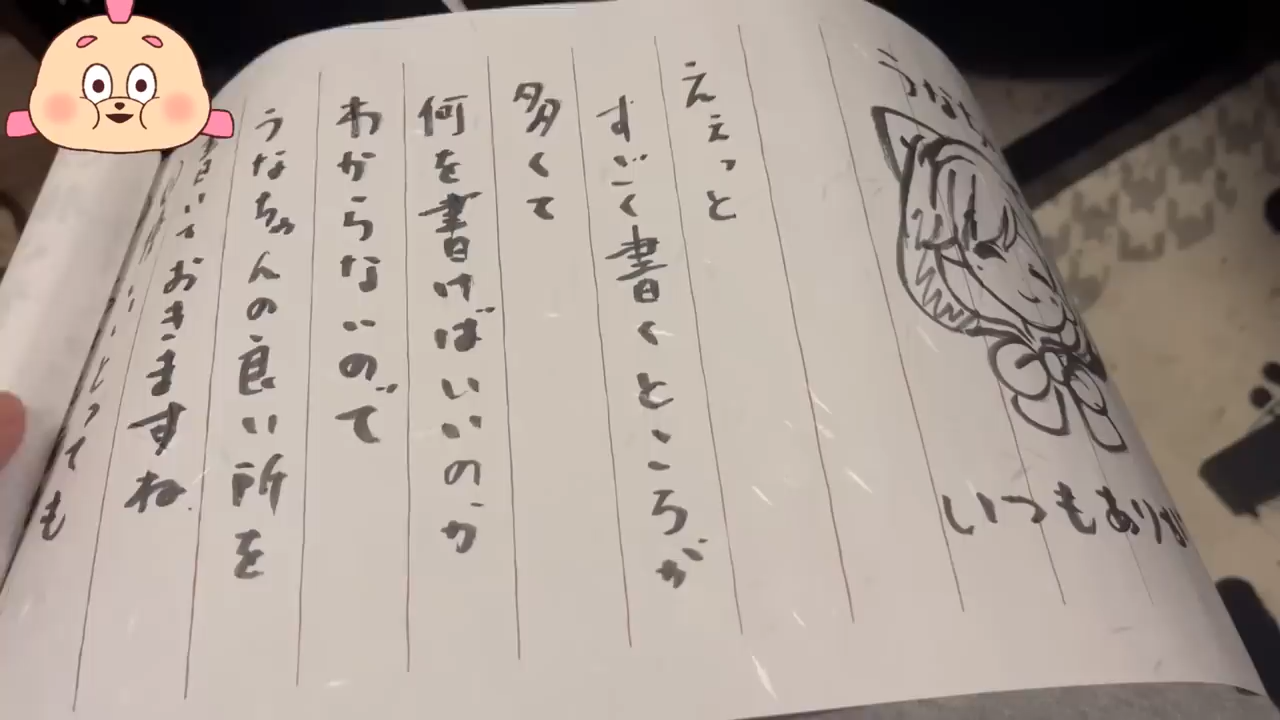 うなち
いつもあり
ええっと
すごく書くところが
多くて
何を書けばいいのか
わからないので
うなちゃんの良い所を
書いておきますね
とっても